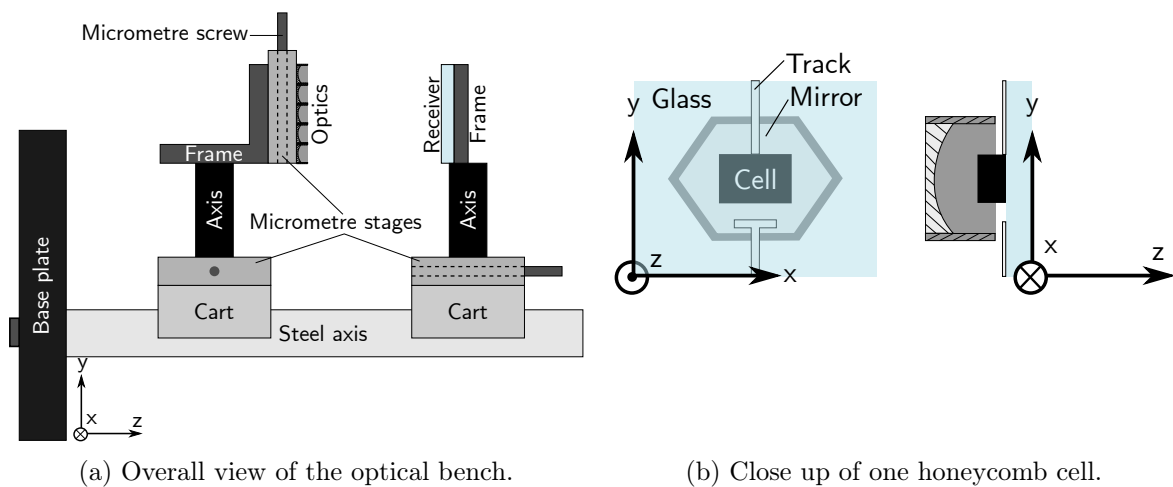 Micrometre screw
Receiver
Frame
Optics
Frame
Axis
Axis
Micrometre stages
Base plate
Cart
Cart
Steel axis
y
x
z
(a) Overall view of the optical bench.
Track
y
Glass
Mirror
Cell
z
x
y
x
z
(b) Close up of one honeycomb cell.